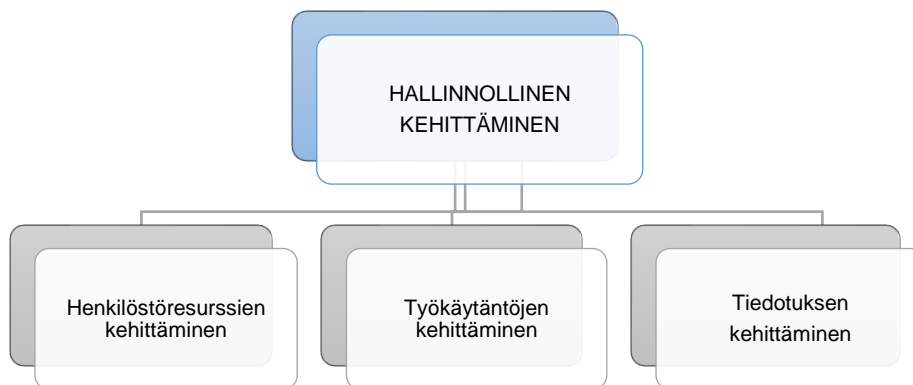 HALLINNOLLINEN
KEHITTÄMINEN
Henkilöstöresurssien
kehittäminen
Työkäytäntöjen
kehittäminen
Tiedotuksen
kehittäminen